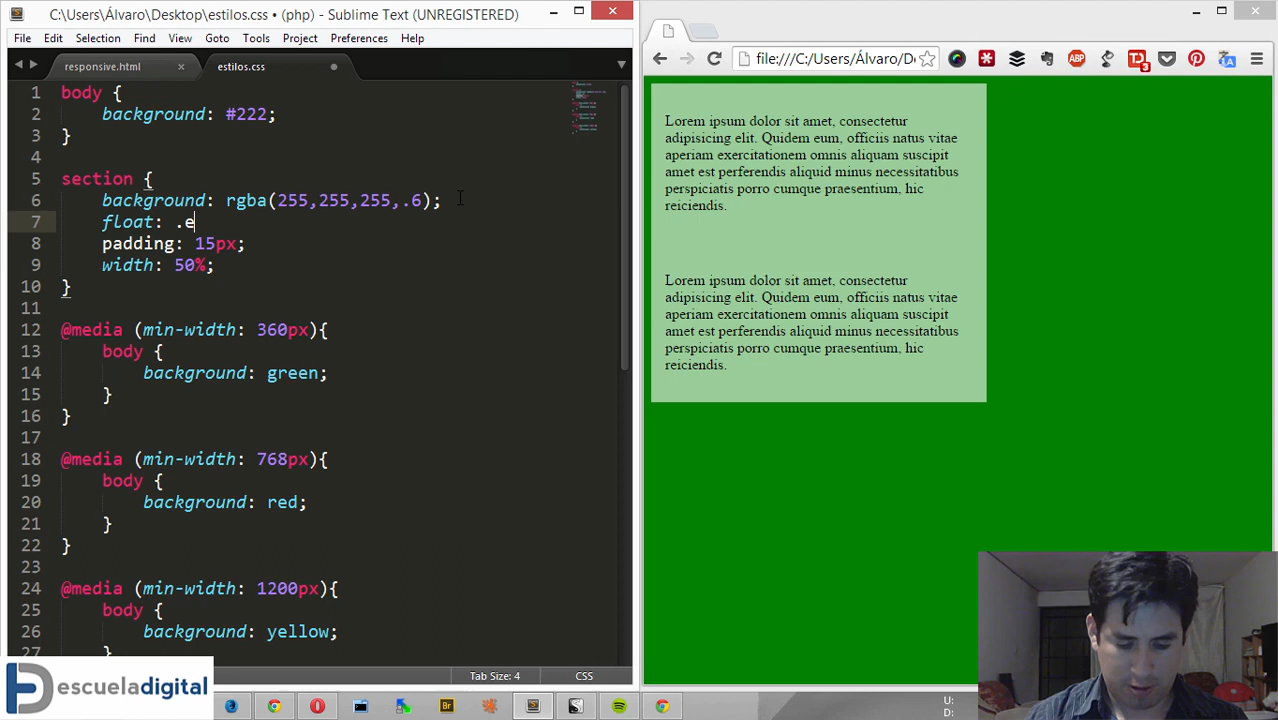 C:\Users\Álvaro\Desktop\estilos.css • (php) - Sublime Text (UNREGISTERED)
File Edit Selection Find View Goto Tools Project Preferences Help
responsive.html × estilos.css
1 body {
2 background: #222;
3 }
4
5 section {
6 background: rgba(255,255,255,.6);
7 float: .e
8 padding: 15px;
9 width: 50%;
10 }
11
12 @media (min-width: 360px){
13 body {
14 background: green;
15 }
16 }
17
18 @media (min-width: 768px){
19 body {
20 background: red;
21 }
22 }
23
24 @media (min-width: 1200px){
25 body {
26 background: yellow;
27 }
Tab Size: 4 CSS
escueladigital
file:///C:/Users/Álvaro/De
ABP
TD
3
Lorem ipsum dolor sit amet, consectetur
adipisicing elit. Quidem eum, officiis natus vitae
aperiam exercitationem omnis aliquam suscipit
amet est perferendis aliquid minus necessitatibus
perspiciatis porro cumque praesentium, hic
reiciendis.
Lorem ipsum dolor sit amet, consectetur
adipisicing elit. Quidem eum, officiis natus vitae
aperiam exercitationem omnis aliquam suscipit
amet est perferendis aliquid minus necessitatibus
perspiciatis porro cumque praesentium, hic
reiciendis.
Br
U:
D: